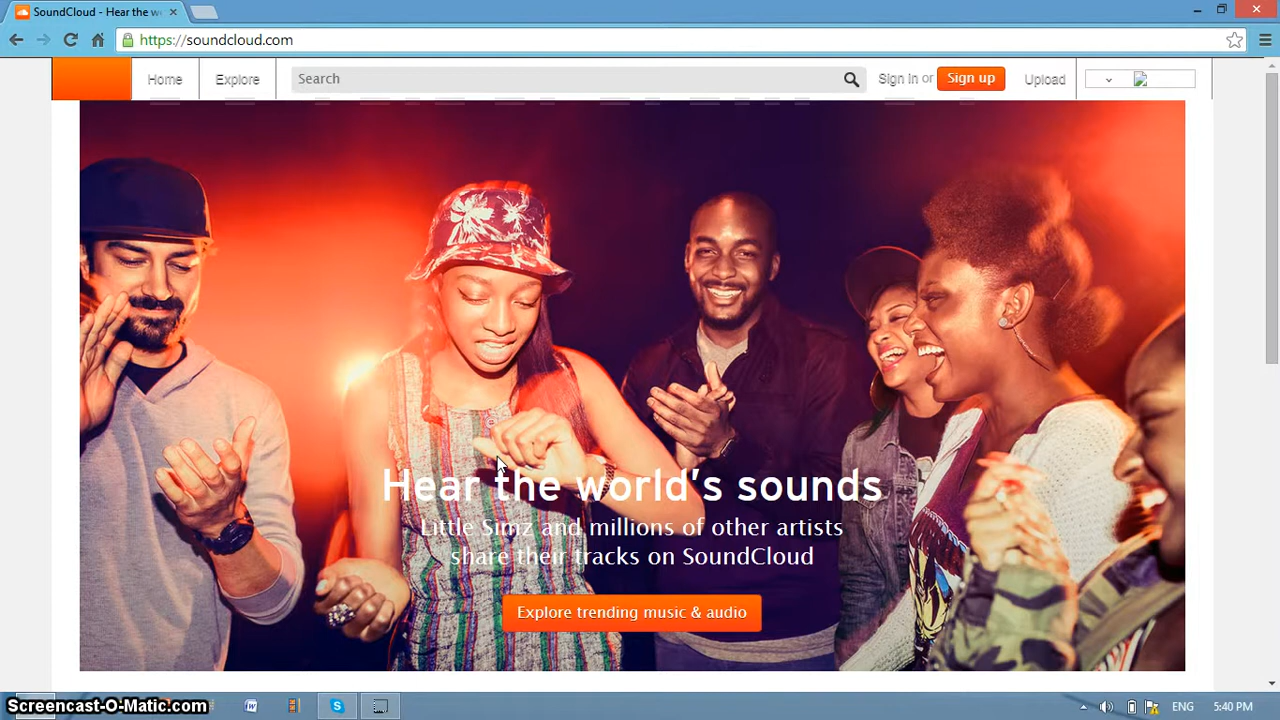 SoundCloud - Hear the w
https://soundcloud.com
Home
Explore
Search
Sign in or
Sign up
Upload
Hear the world's sounds
Little Simz and millions of other artists
share their tracks on SoundCloud
Explore trending music & audio
Screencast-O-Matic.com
ENG
5:40 PM